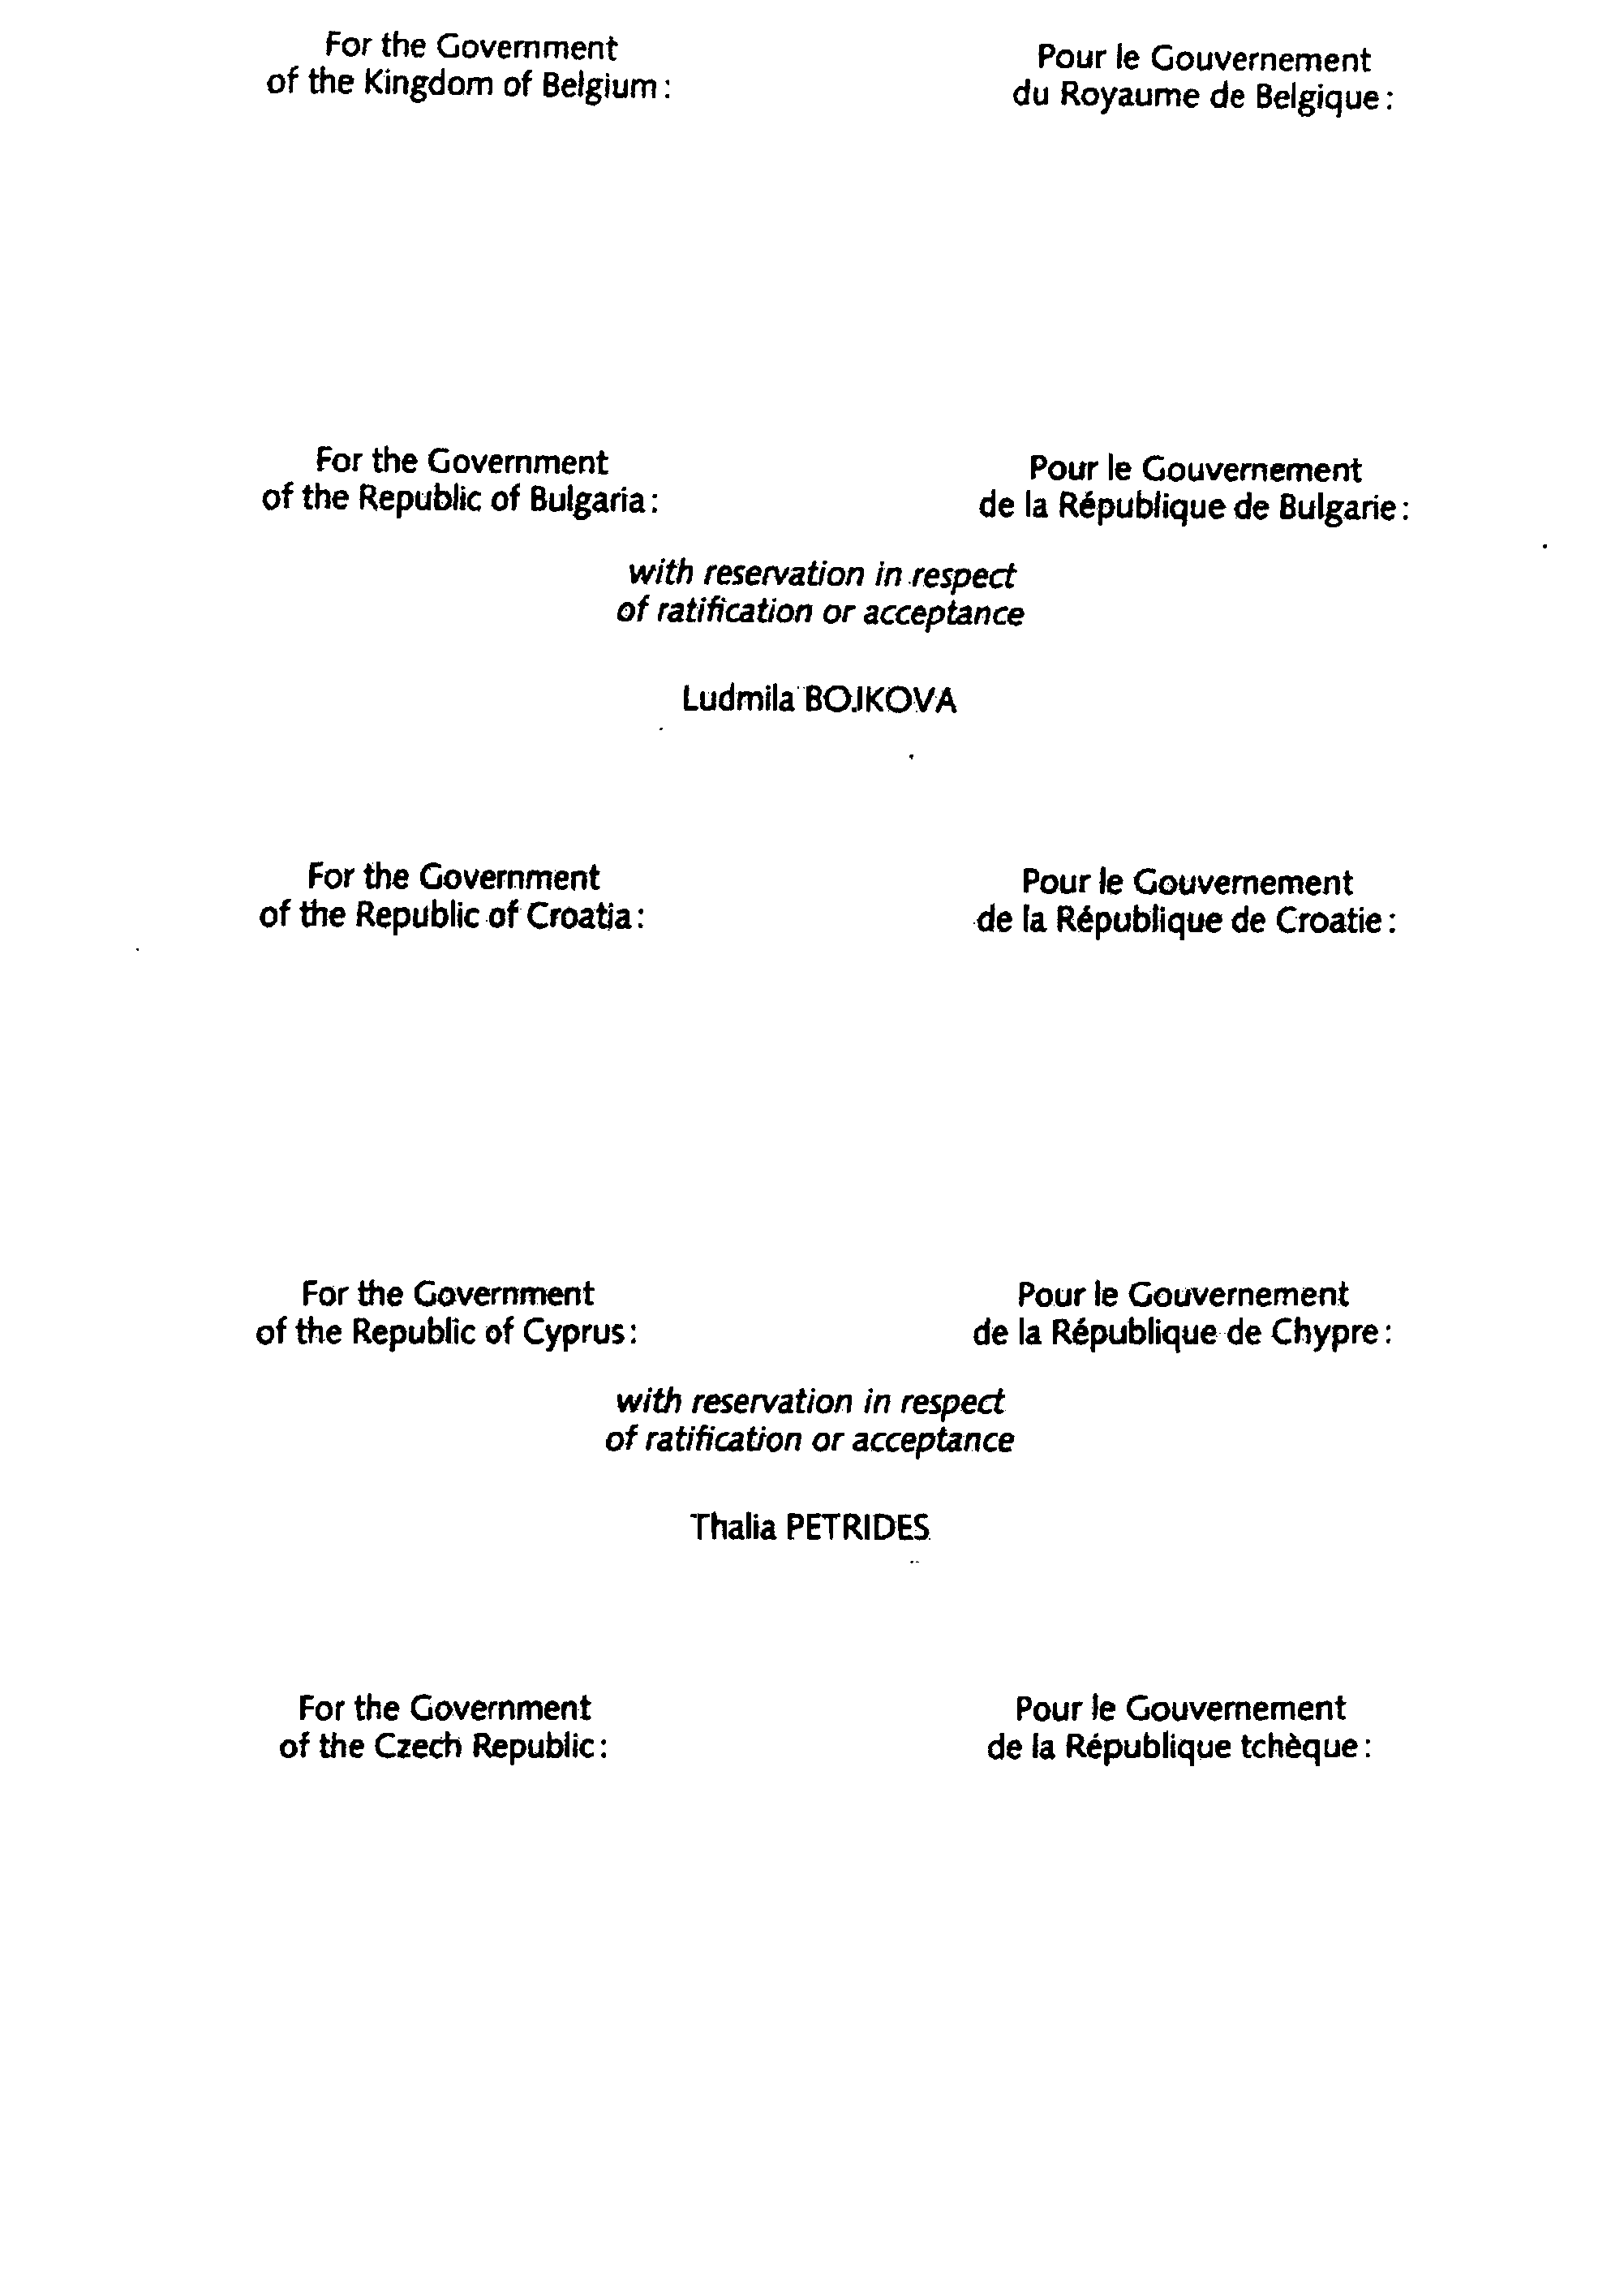 For the Government
of the Kingdom of Belgium :
Pour le Gouvernement
du Royaume de Belgique :
For the Government
of the Republic of Bulgaria :
Pour le Gouvernement
de la République de Bulgarie :
with reservation in respect
of ratification or acceptance
Ludmila BOJKOVA
For the Government
of the Republic of Croatia :
Pour le Gouvernement
de la République de Croatie :
For the Government
of the Republic of Cyprus :
Pour le Gouvernement
de la République de Chypre :
with reservation in respect
of ratification or acceptance
Thalia PETRIDES
For the Government
of the Czech Republic :
Pour le Gouvernement
de la République tchèque :